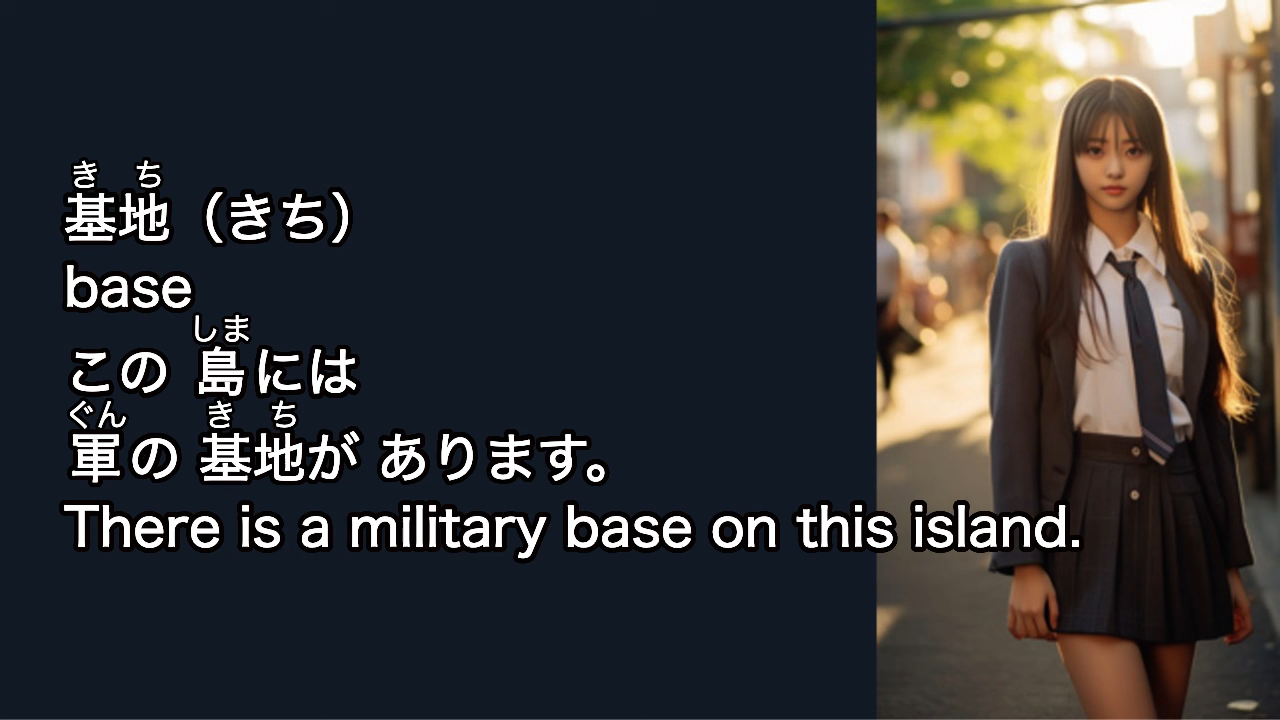 き ち
基地（きち）
base
しま
この 島には
ぐん き ち
軍の 基地が あります。
There is a military base on this island.